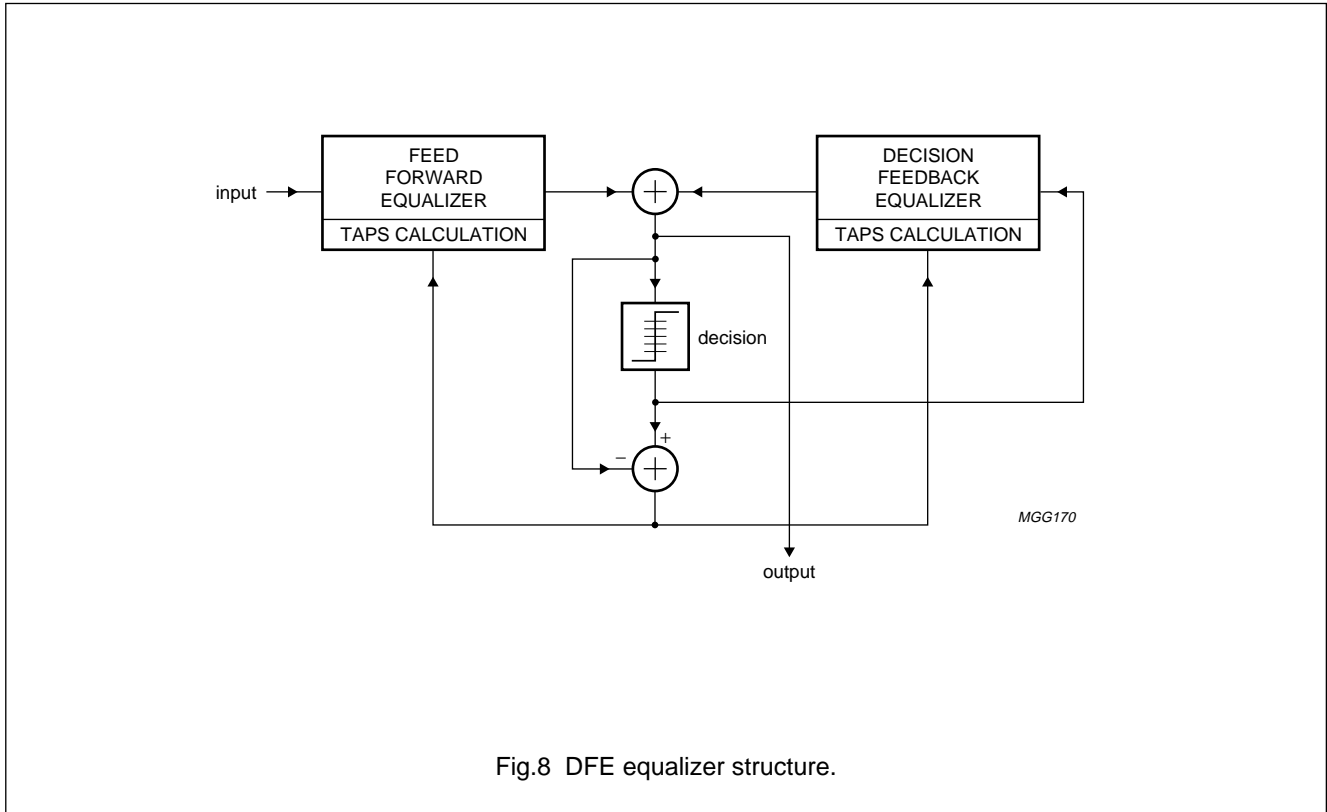 FEED
FORWARD
EQUALIZER
TAPS CALCULATION
input
DECISION
FEEDBACK
EQUALIZER
TAPS CALCULATION
decision
+
−
MGG170
output
Fig.8 DFE equalizer structure.